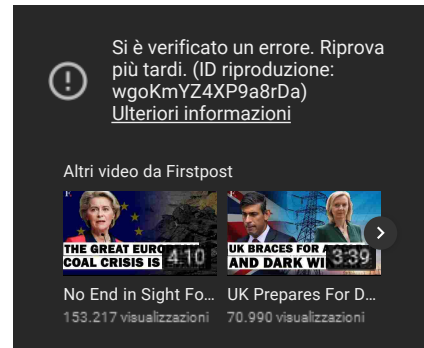 Si è verificato un errore. Riprova
più tardi. (ID riproduzione:
wgoKmYZ4XP9a8rDa)
Ulteriori informazioni
Altri video da Firstpost
THE GREAT EURO
COAL CRISIS IS
4:10
UK BRACES FOR A
AND DARK WI
3:39
No End in Sight Fo...
UK Prepares For D...
153.217 visualizzazioni
70.990 visualizzazioni